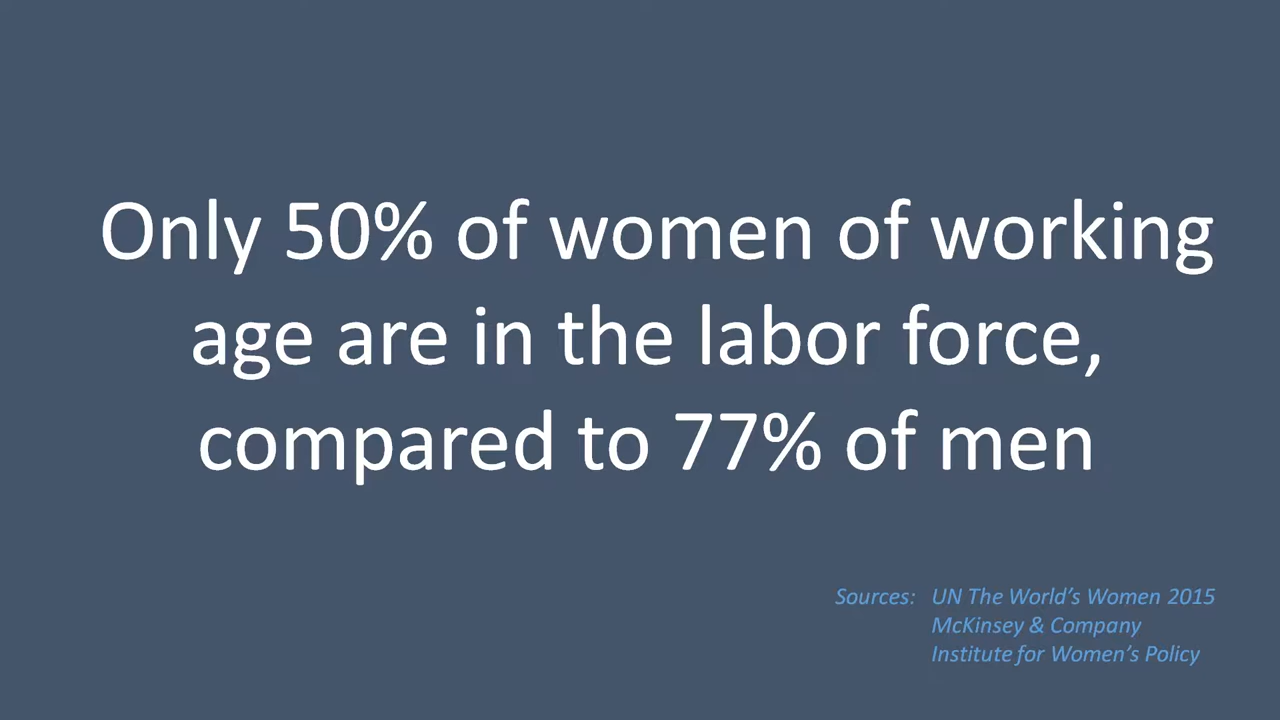 Only 50% of women of working
age are in the labor force,
compared to 77% of men
Sources: UN The World's Women 2015
McKinsey & Company
Institute for Women's Policy